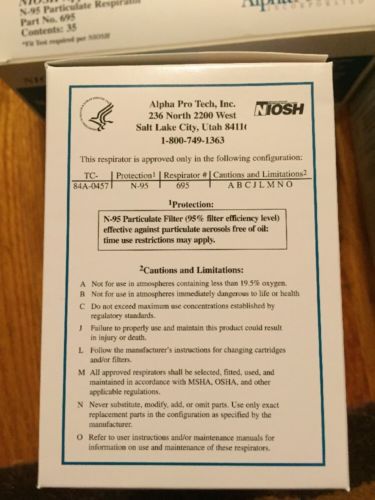 N-95 Particulate Respirator
Part No. 695
Contents: 35
*Fit Test required per NIOSH
Alpha Pro Tech, Inc.
236 North 2200 West
Salt Lake City, Utah 84116
1-800-749-1363
NIOSH
This respirator is approved only in the following configuration:
TC- Protection1 Respirator # Cautions and Limitations2
84A-0457 N-95 695 A B C J L M N O
1Protection:
N-95 Particulate Filter (95% filter efficiency level)
effective against particulate aerosols free of oil:
time use restrictions may apply.
2Cautions and Limitations:
A Not for use in atmospheres containing less than 19.5% oxygen.
B Not for use in atmospheres immediately dangerous to life or health
C Do not exceed maximum use concentrations established by
regulatory standards.
J Failure to properly use and maintain this product could result
in injury or death.
L Follow the manufacturer's instructions for changing cartridges
and/or filters.
M All approved respirators shall be selected, fitted, used, and
maintained in accordance with MSHA, OSHA, and other
applicable regulations.
N Never substitute, modify, add, or omit parts. Use only exact
replacement parts in the configuration as specified by the
manufacturer.
O Refer to user instructions and/or maintenance manuals for
information on use and maintenance of these respirators.